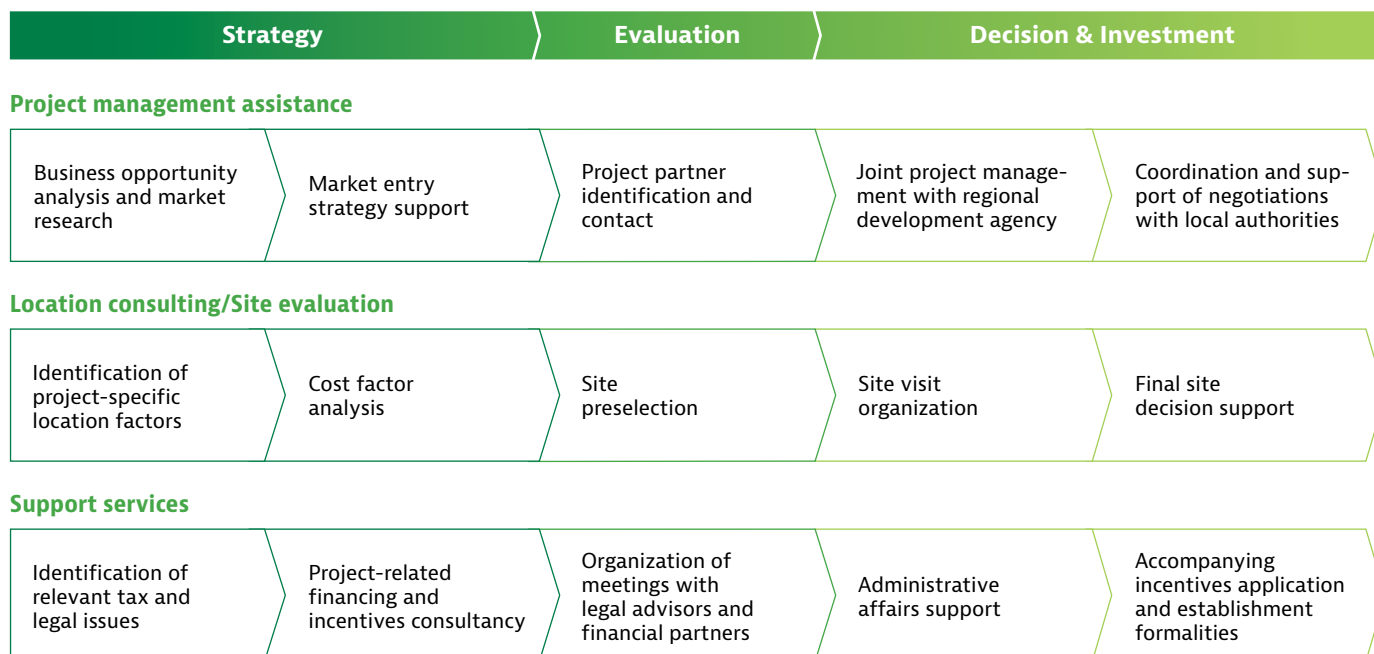 Strategy
Evaluation
Decision & Investment
Project management assistance
Business opportunity
analysis and market
research
Market entry
strategy support
Project partner
identification and
contact
Joint project manage-
ment with regional
development agency
Coordination and sup-
port of negotiations
with local authorities
Location consulting/Site evaluation
Identification of
project-specific
location factors
Cost factor
analysis
Site
preselection
Site visit
organization
Final site
decision support
Support services
Identification of
relevant tax and
legal issues
Project-related
financing and
incentives consultancy
Organization of
meetings with
legal advisors and
financial partners
Administrative
affairs support
Accompanying
incentives application
and establishment
formalities